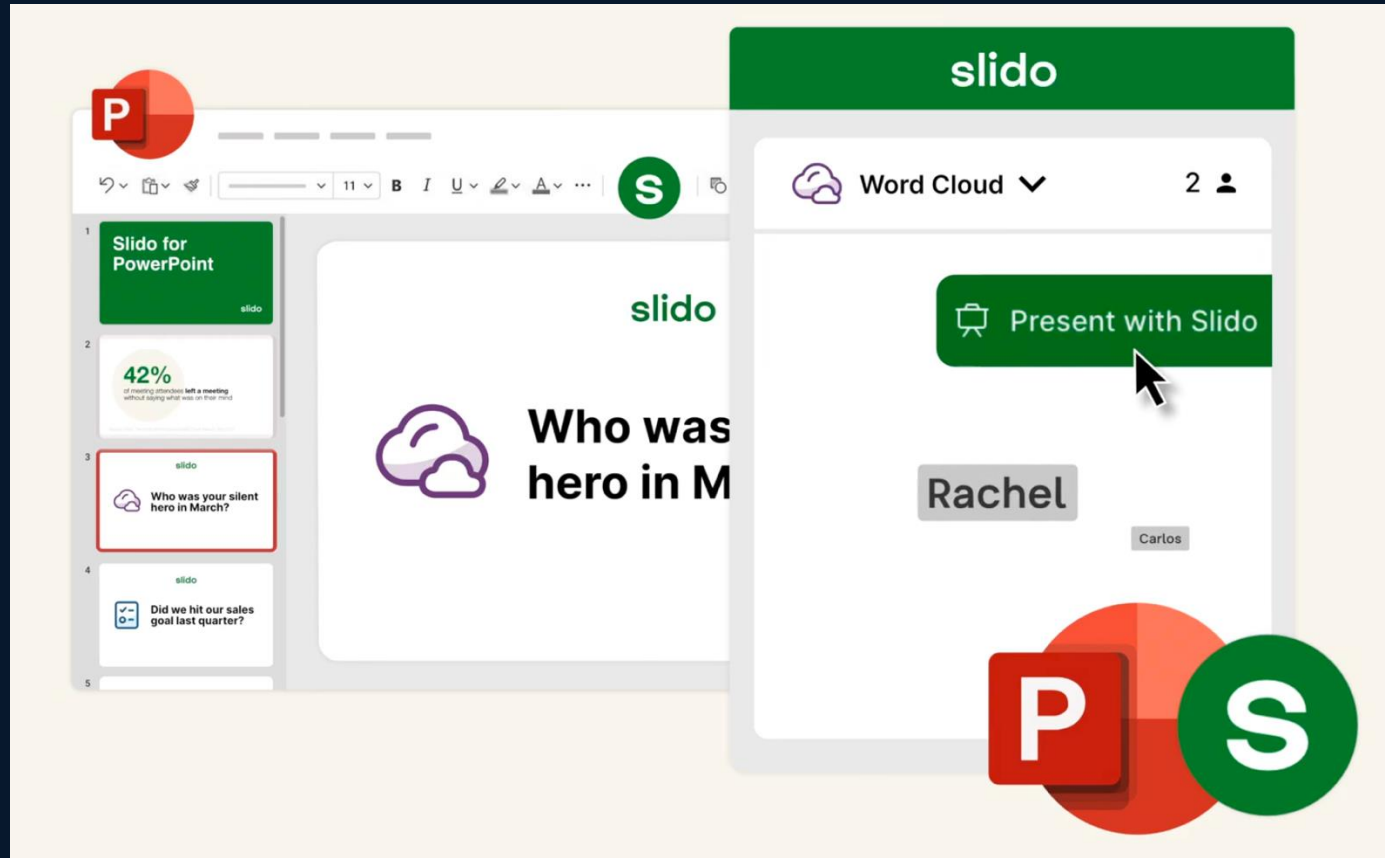 P
11
B
I
U
A
...
S
1
Slido for
PowerPoint
slido
2
42%
of meeting attendees left a meeting
without saying what was on their mind
3
slido
Who was your silent
hero in March?
4
slido
Did we hit our sales
goal last quarter?
5
slido
Who was
hero in M
slido
Word Cloud
2
Present with Slido
Rachel
Carlos
P
S